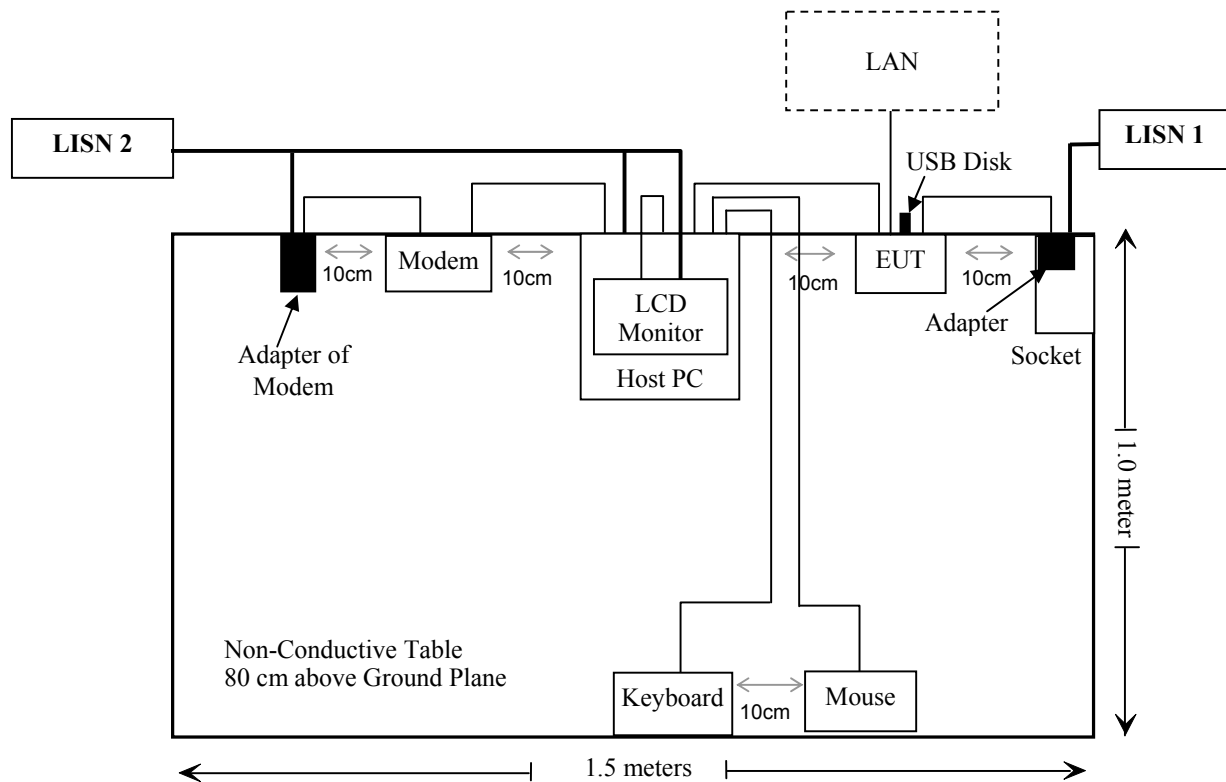 LAN
LISN 2
LISN 1
USB Disk
Modem
EUT
10cm
10cm
10cm
10cm
LCD
Monitor
Adapter
Adapter of
Modem
Socket
Host PC
1.0 meter
Non-Conductive Table
80 cm above Ground Plane
Keyboard
Mouse
10cm
1.5 meters